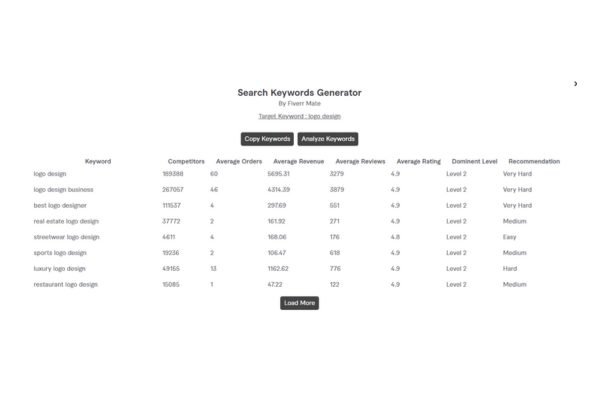 ›
Search Keywords Generator
By Fiverr Mate
Target Keyword : logo design
Copy Keywords Analyze Keywords
Keyword Competitors Average Orders Average Revenue Average Reviews Average Rating Dominent Level Recommendation
logo design 189388 60 5695.31 3279 4.9 Level 2 Very Hard
logo design business 267057 46 4314.39 3879 4.9 Level 2 Very Hard
best logo designer 111537 4 297.69 551 4.9 Level 2 Very Hard
real estate logo design 37772 2 161.92 271 4.9 Level 2 Medium
streetwear logo design 4611 4 168.06 176 4.8 Level 2 Easy
sports logo design 19236 2 106.47 618 4.9 Level 2 Medium
luxury logo design 49155 13 1162.62 776 4.9 Level 2 Hard
restaurant logo design 15085 1 47.22 122 4.9 Level 2 Medium
Load More